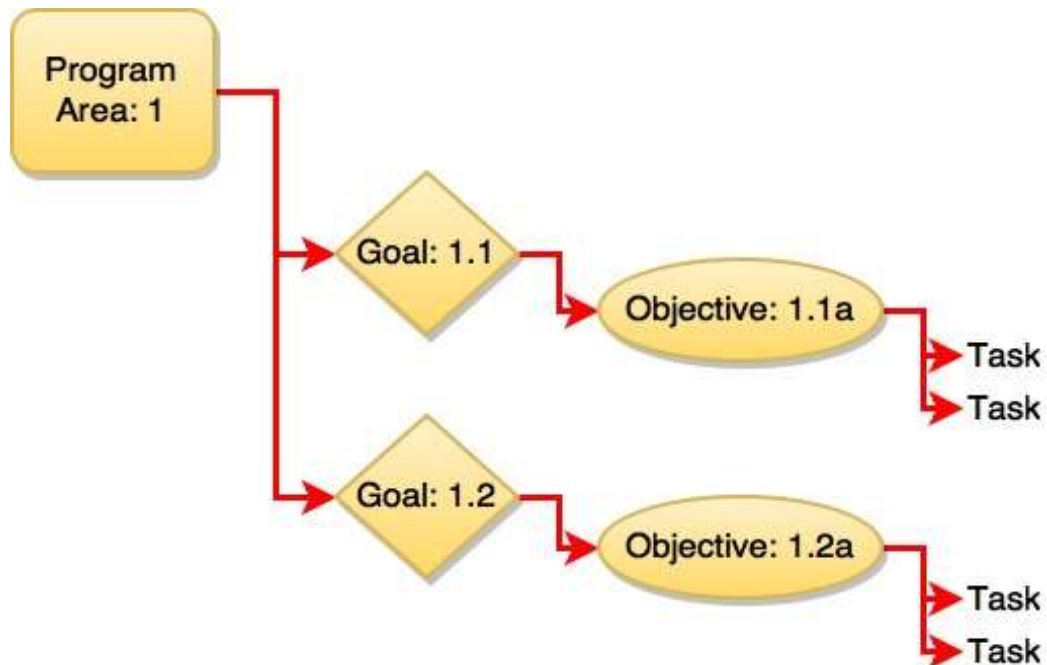 Program
Area: 1
Goal: 1.1
Objective: 1.1a
Task
Task
Goal: 1.2
Objective: 1.2a
Task
Task